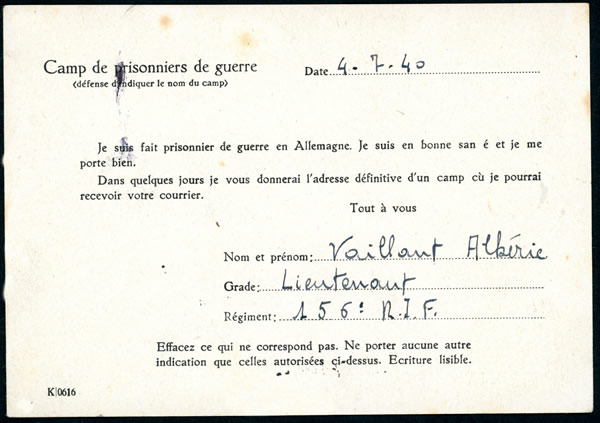 Camp de prisonniers de guerre
(défense d'indiquer le nom du camp)
Date 4-7-40
Je suis fait prisonnier de guerre en Allemagne. Je suis en bonne san é et je me
porte bien.
Dans quelques jours je vous donnerai l'adresse définitive d'un camp cù je pourrai
recevoir votre courrier.
Tout à vous
Nom et prénom: Vaillant Albérie
Grade: Lieutenant
Régiment: 156e R.I.F.
Effacez ce qui ne correspond pas. Ne porter aucune autre
indication que celles autorisées çi-dessus. Ecriture lisible.
K|0616